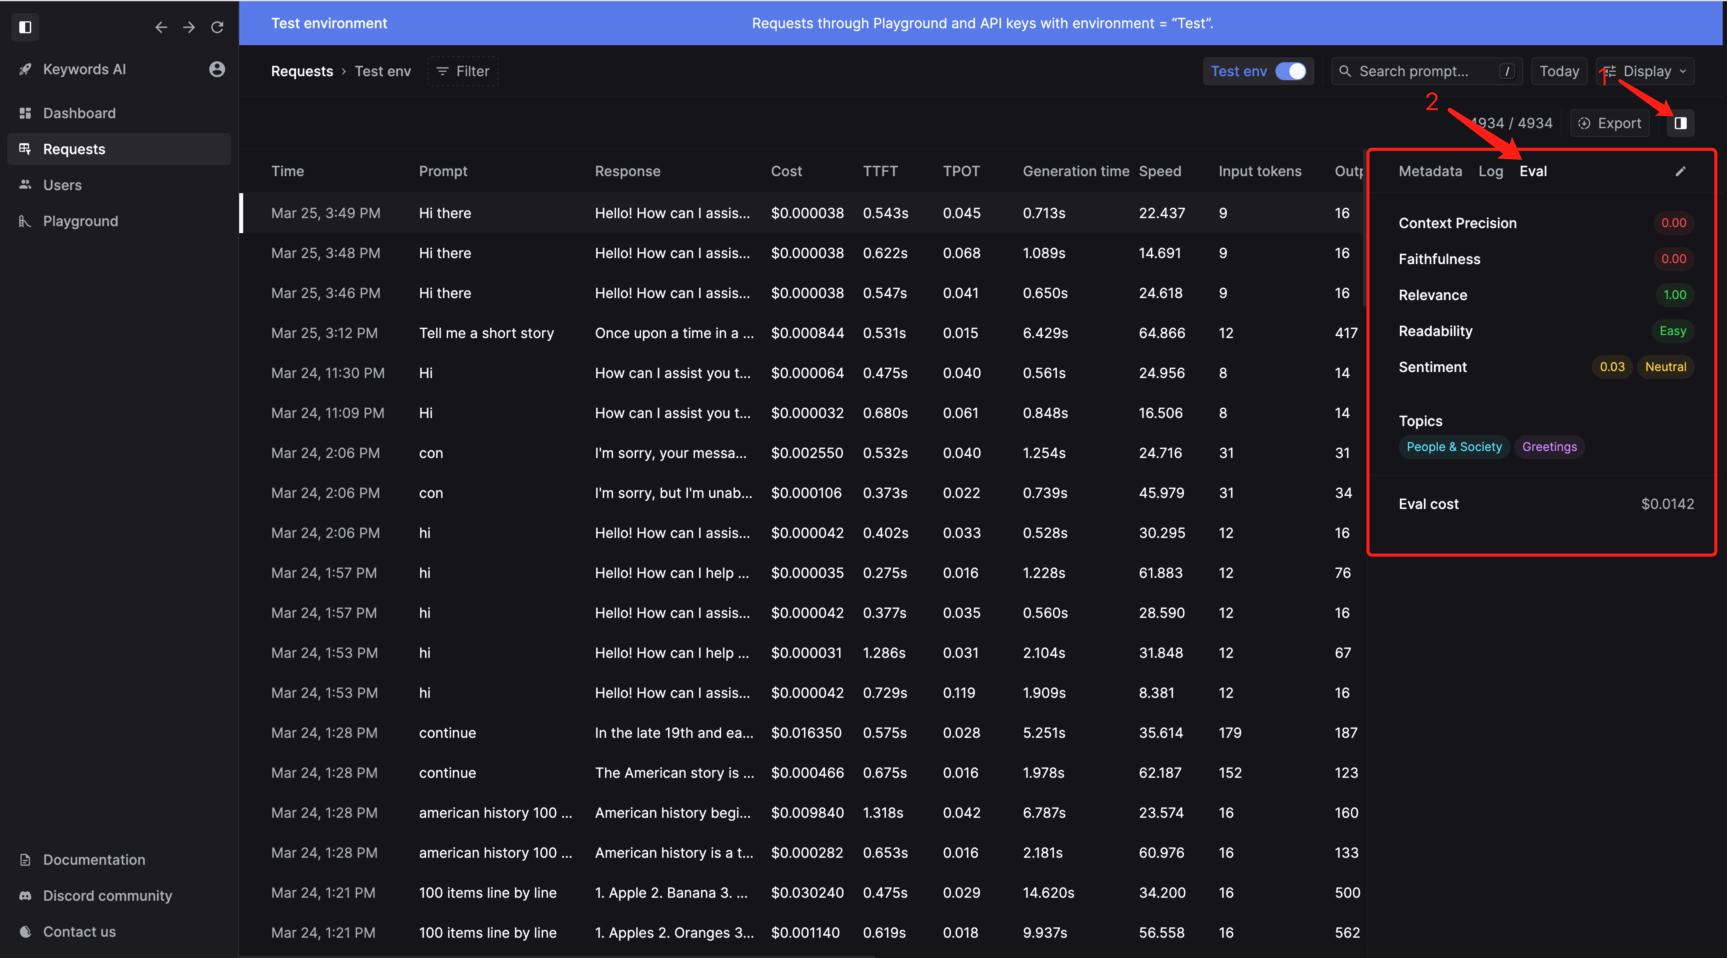 Test environment
Requests through Playground and API keys with environment = “Test”.
Keywords AI
Dashboard
Requests
Users
Playground
Documentation
Discord community
Contact us
Requests › Test env Filter
Test env Search prompt... / Today Display
1
2
4934 / 4934 Export
Time Prompt Response Cost TTFT TPOT Generation time Speed Input tokens Outp
Mar 25, 3:49 PM Hi there Hello! How can I assis... $0.000038 0.543s 0.045 0.713s 22.437 9 16
Mar 25, 3:48 PM Hi there Hello! How can I assis... $0.000038 0.622s 0.068 1.089s 14.691 9 16
Mar 25, 3:46 PM Hi there Hello! How can I assis... $0.000038 0.547s 0.041 0.650s 24.618 9 16
Mar 25, 3:12 PM Tell me a short story Once upon a time in a ... $0.000844 0.531s 0.015 6.429s 64.866 12 417
Mar 24, 11:30 PM Hi How can I assist you t... $0.000064 0.475s 0.040 0.561s 24.956 8 14
Mar 24, 11:09 PM Hi How can I assist you t... $0.000032 0.680s 0.061 0.848s 16.506 8 14
Mar 24, 2:06 PM con I'm sorry, your messa... $0.002550 0.532s 0.040 1.254s 24.716 31 31
Mar 24, 2:06 PM con I'm sorry, but I'm unab... $0.000106 0.373s 0.022 0.739s 45.979 31 34
Mar 24, 2:06 PM hi Hello! How can I assis... $0.000042 0.402s 0.033 0.528s 30.295 12 16
Mar 24, 1:57 PM hi Hello! How can I help ... $0.000035 0.275s 0.016 1.228s 61.883 12 76
Mar 24, 1:57 PM hi Hello! How can I assis... $0.000042 0.377s 0.035 0.560s 28.590 12 16
Mar 24, 1:53 PM hi Hello! How can I help ... $0.000031 1.286s 0.031 2.104s 31.848 12 67
Mar 24, 1:53 PM hi Hello! How can I assis... $0.000042 0.729s 0.119 1.909s 8.381 12 16
Mar 24, 1:28 PM continue In the late 19th and ea... $0.016350 0.575s 0.028 5.251s 35.614 179 187
Mar 24, 1:28 PM continue The American story is ... $0.000466 0.675s 0.016 1.978s 62.187 152 123
Mar 24, 1:28 PM american history 100 ... American history begi... $0.009840 1.318s 0.042 6.787s 23.574 16 160
Mar 24, 1:28 PM american history 100 ... American history is a t... $0.000282 0.653s 0.016 2.181s 60.976 16 133
Mar 24, 1:21 PM 100 items line by line 1. Apple 2. Banana 3. ... $0.030240 0.475s 0.029 14.620s 34.200 16 500
Mar 24, 1:21 PM 100 items line by line 1. Apples 2. Oranges 3... $0.001140 0.619s 0.018 9.937s 56.558 16 562
Metadata Log Eval
Context Precision 0.00
Faithfulness 0.00
Relevance 1.00
Readability Easy
Sentiment 0.03 Neutral
Topics
People & Society Greetings
Eval cost $0.0142